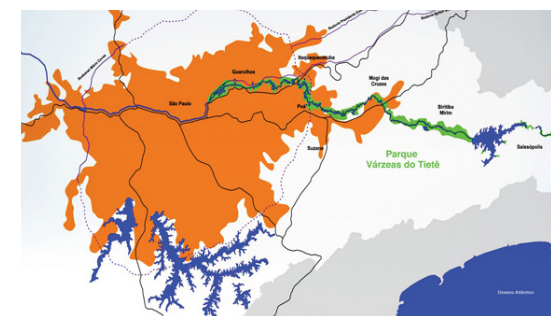 Itaquaquecetuba
Guarulhos
São Paulo
Poá
Mogi das
Cruzes
Biritiba
Mirim
Salesópolis
Suzano
Parque
Várzeas do Tietê
Oceano Atlântico